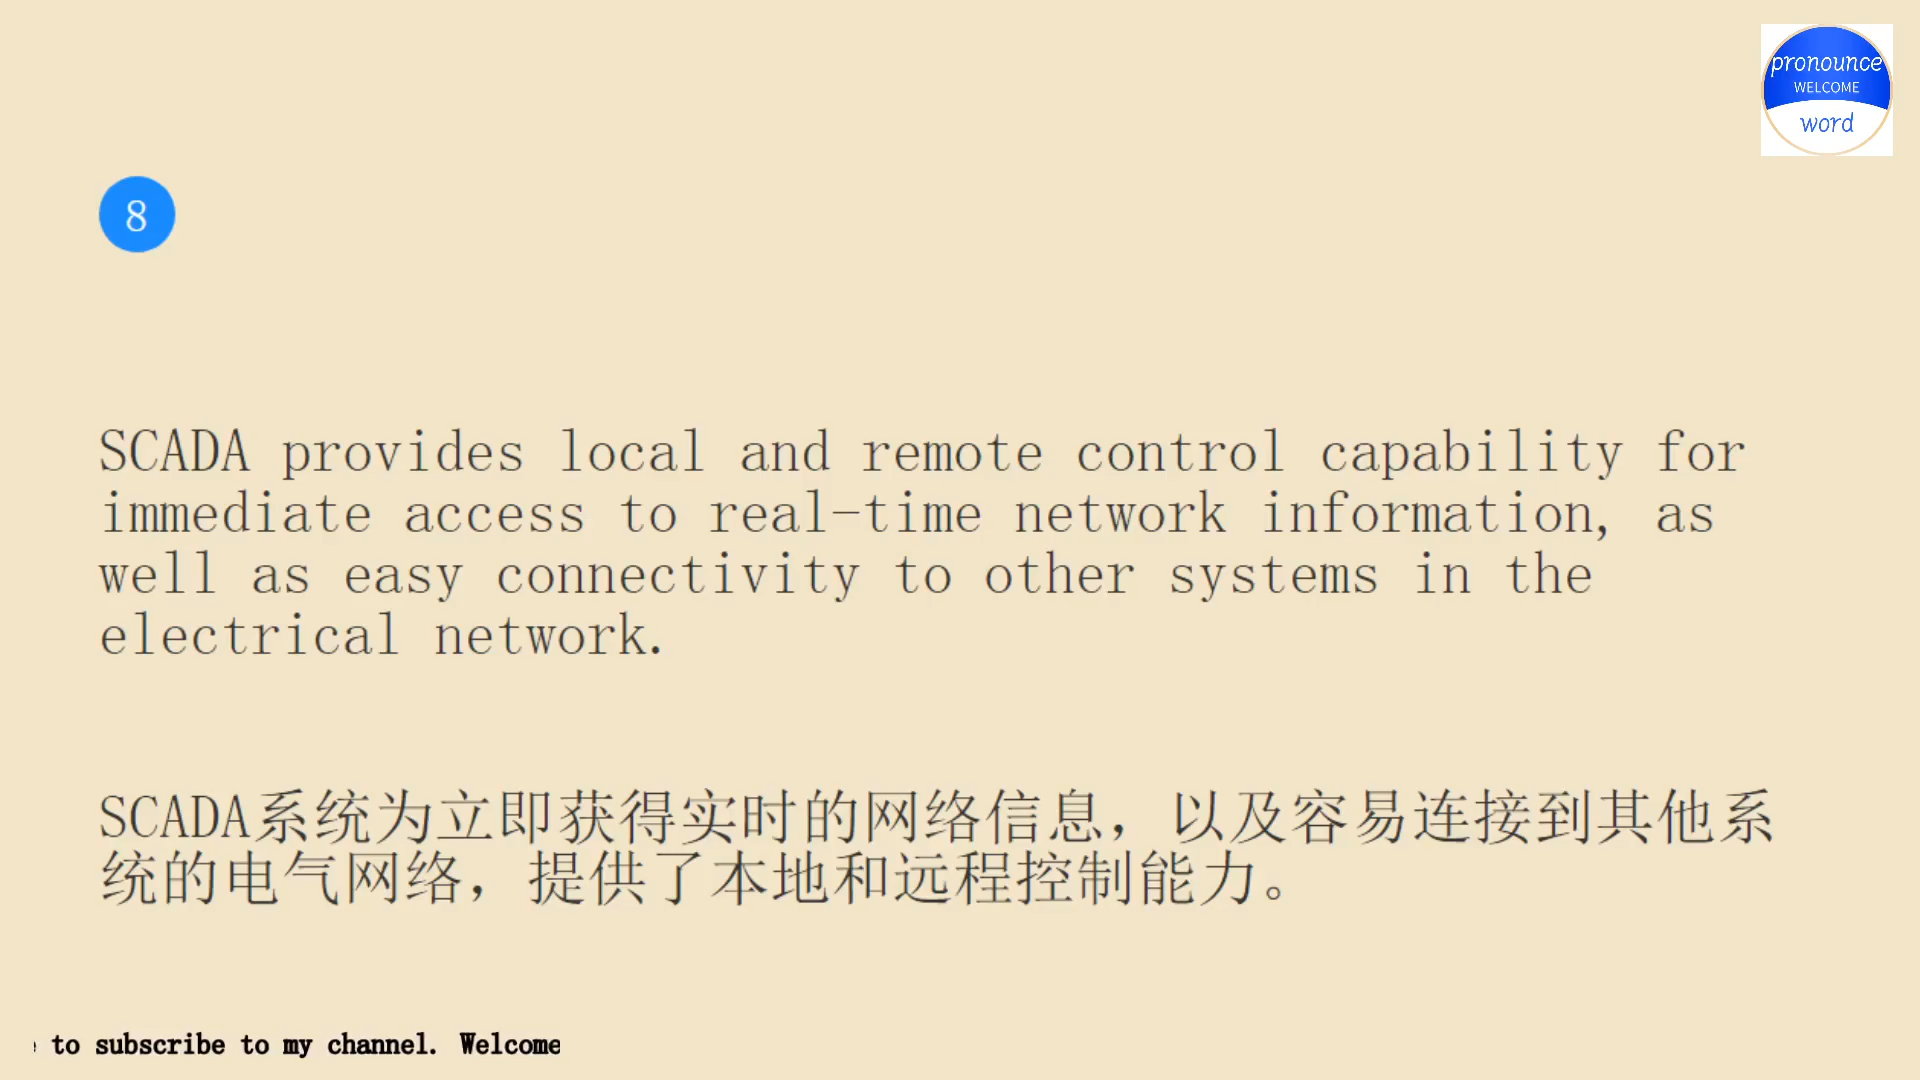 pronounce
WELCOME
word
8
SCADA provides local and remote control capability for
immediate access to real-time network information, as
well as easy connectivity to other systems in the
electrical network.
SCADA系统为立即获得实时的网络信息，以及容易连接到其他系
统的电气网络，提供了本地和远程控制能力。
to subscribe to my channel. Welcome